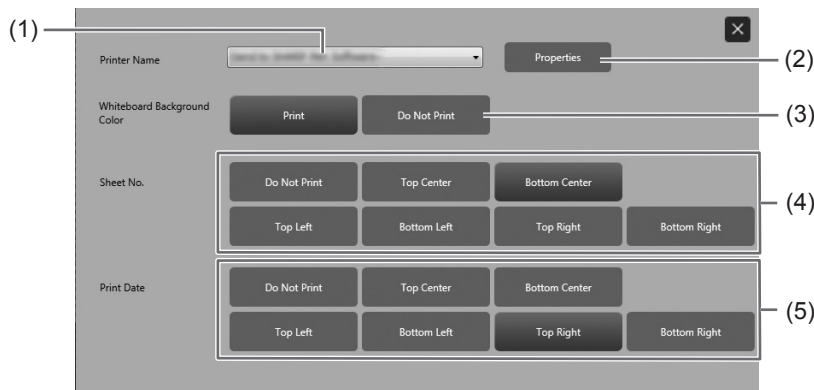 (1)
Printer Name
Properties
(2)
Whiteboard Background
Color
Print
Do Not Print
(3)
Sheet No.
Do Not Print
Top Center
Bottom Center
(4)
Top Left
Bottom Left
Top Right
Bottom Right
Print Date
Do Not Print
Top Center
Bottom Center
(5)
Top Left
Bottom Left
Top Right
Bottom Right